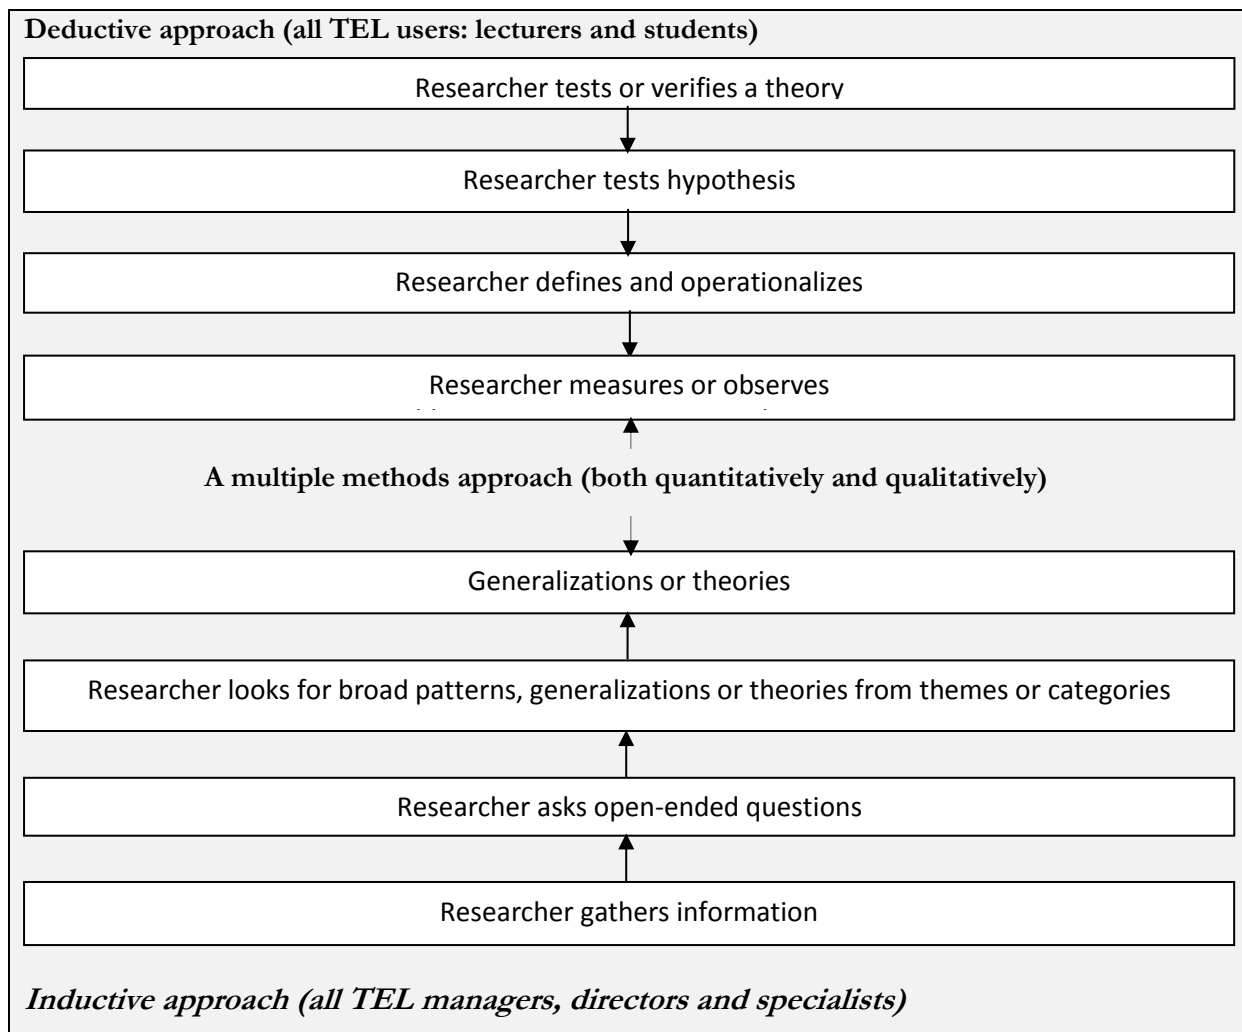 Deductive approach (all TEL users: lecturers and students)
Researcher tests or verifies a theory
Researcher tests hypothesis
Researcher defines and operationalizes
Researcher measures or observes
A multiple methods approach (both quantitatively and qualitatively)
Generalizations or theories
Researcher looks for broad patterns, generalizations or theories from themes or categories
Researcher asks open-ended questions
Researcher gathers information
Inductive approach (all TEL managers, directors and specialists)